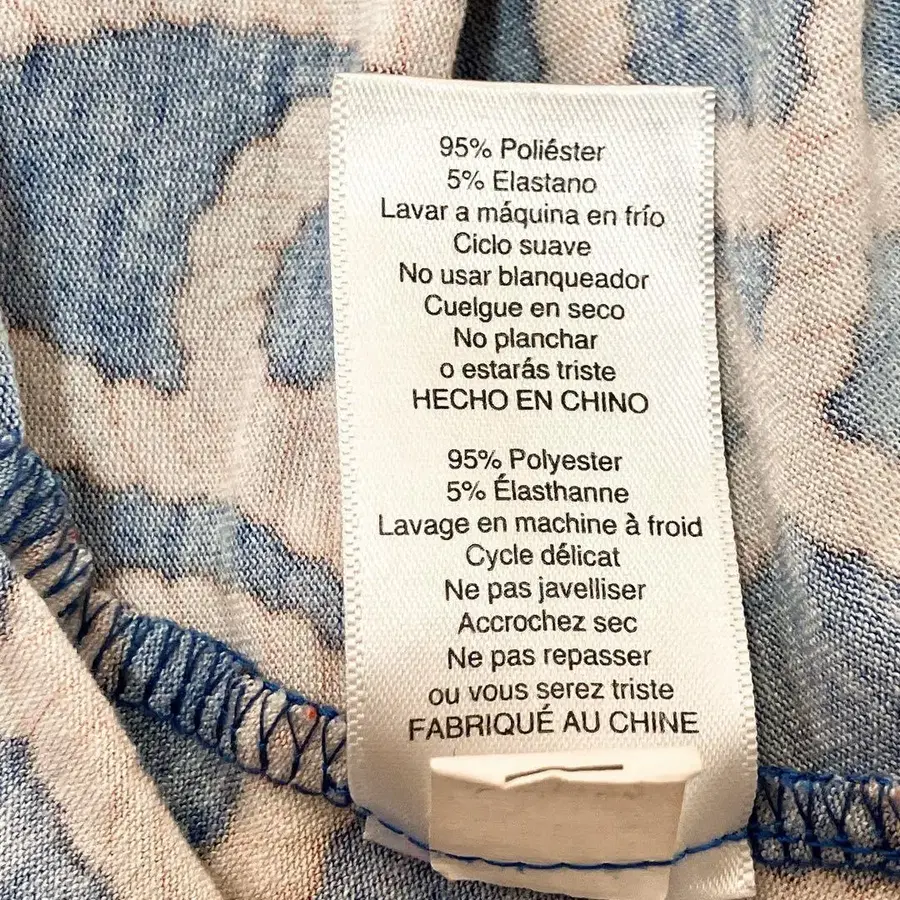 95% Poliéster
5% Elastano
Lavar a máquina en frío
Ciclo suave
No usar blanqueador
Cuelgue en seco
No planchar
o estarás triste
HECHO EN CHINO
95% Polyester
5% Élasthanne
Lavage en machine à froid
Cycle délicat
Ne pas javelliser
Accrochez sec
Ne pas repasser
ou vous serez triste
FABRIQUÉ AU CHINE